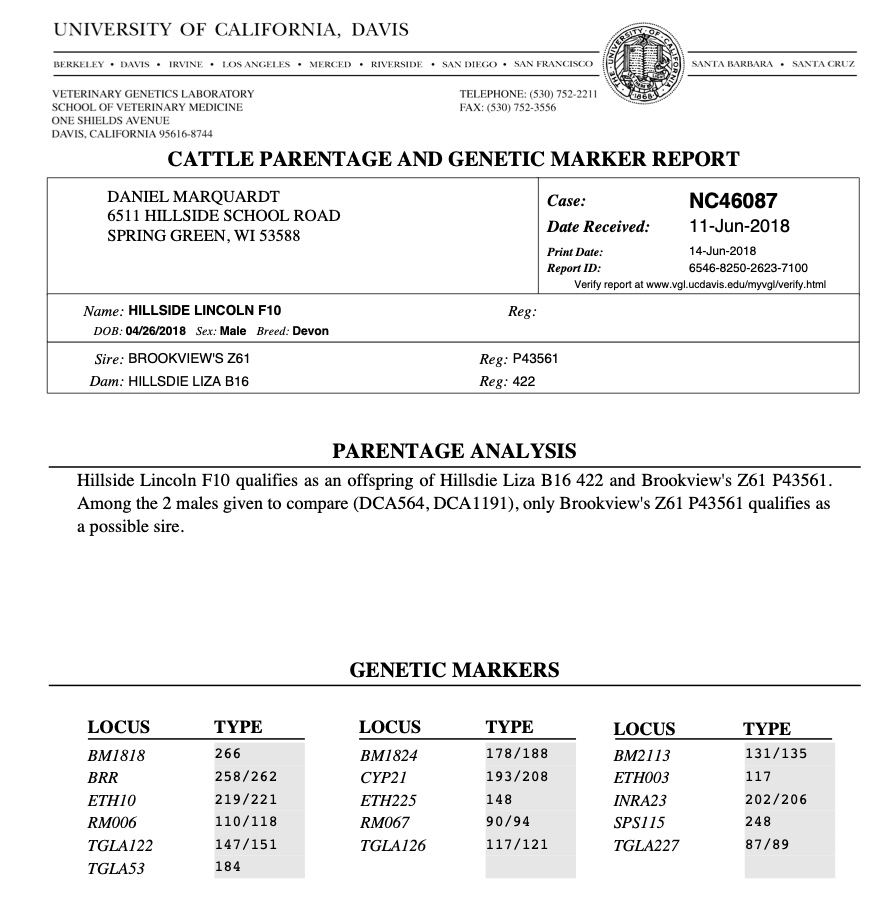 UNIVERSITY OF CALIFORNIA, DAVIS
BERKELEY • DAVIS • IRVINE • LOS ANGELES • MERCED • RIVERSIDE • SAN DIEGO • SAN FRANCISCO
SANTA BARBARA • SANTA CRUZ
THE UNIVERSITY OF CALIFORNIA
1868
VETERINARY GENETICS LABORATORY
SCHOOL OF VETERINARY MEDICINE
ONE SHIELDS AVENUE
DAVIS, CALIFORNIA 95616-8744
TELEPHONE: (530) 752-2211
FAX: (530) 752-3556
CATTLE PARENTAGE AND GENETIC MARKER REPORT
DANIEL MARQUARDT
6511 HILLSIDE SCHOOL ROAD
SPRING GREEN, WI 53588
Case: NC46087
Date Received: 11-Jun-2018
Print Date: 14-Jun-2018
Report ID: 6546-8250-2623-7100
Verify report at www.vgl.ucdavis.edu/myvgl/verify.html
Name: HILLSIDE LINCOLN F10 Reg:
DOB: 04/26/2018 Sex: Male Breed: Devon
Sire: BROOKVIEW'S Z61 Reg: P43561
Dam: HILLSDIE LIZA B16 Reg: 422
PARENTAGE ANALYSIS
Hillside Lincoln F10 qualifies as an offspring of Hillsdie Liza B16 422 and Brookview's Z61 P43561.
Among the 2 males given to compare (DCA564, DCA1191), only Brookview's Z61 P43561 qualifies as
a possible sire.
GENETIC MARKERS
LOCUS TYPE LOCUS TYPE LOCUS TYPE
BM1818 266 BM1824 178/188 BM2113 131/135
BRR 258/262 CYP21 193/208 ETH003 117
ETH10 219/221 ETH225 148 INRA23 202/206
RM006 110/118 RM067 90/94 SPS115 248
TGLA122 147/151 TGLA126 117/121 TGLA227 87/89
TGLA53 184